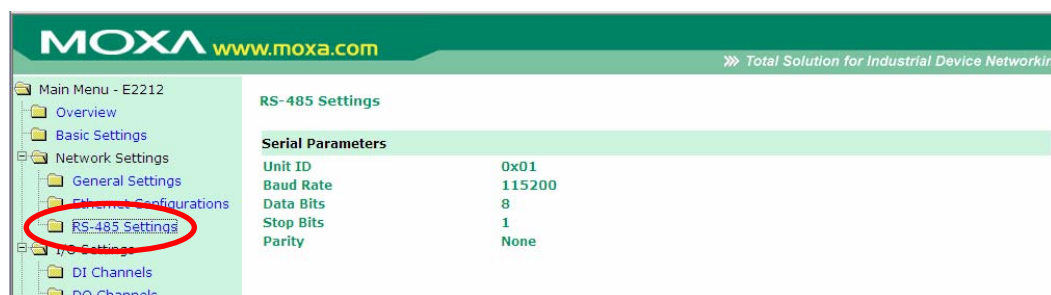 MOXA www.moxa.com
Total Solution for Industrial Device Networkin
Main Menu - E2212
Overview
Basic Settings
Network Settings
General Settings
Ethernet Configurations
RS-485 Settings
I/O Settings
DI Channels
DO Channels
RS-485 Settings
Serial Parameters
Unit ID 0x01
Baud Rate 115200
Data Bits 8
Stop Bits 1
Parity None